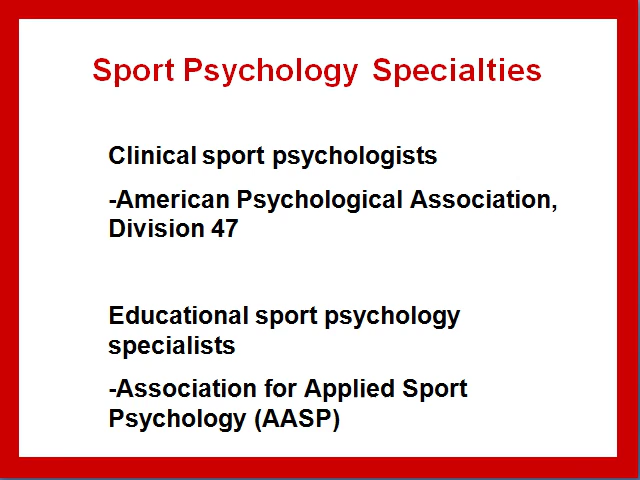 Sport Psychology Specialties
Clinical sport psychologists
-American Psychological Association,
Division 47
Educational sport psychology
specialists
-Association for Applied Sport
Psychology (AASP)